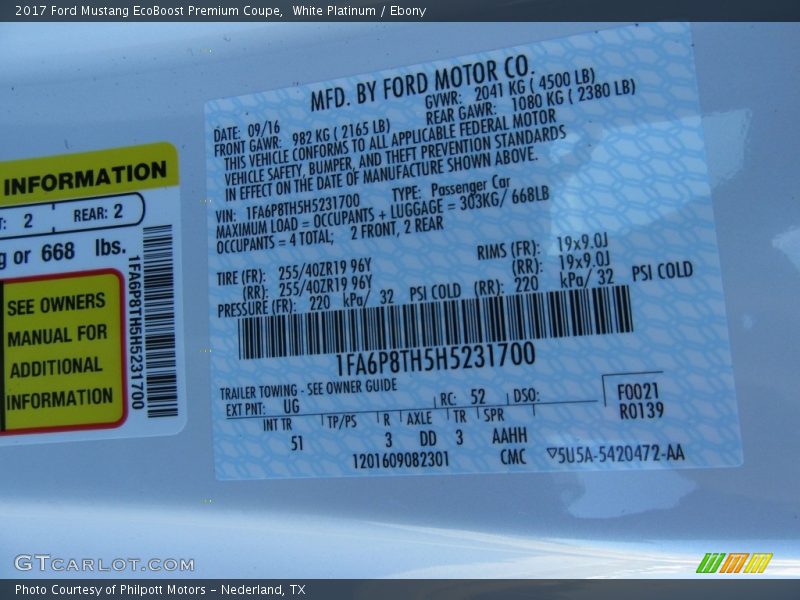 2017 Ford Mustang EcoBoost Premium Coupe,  White Platinum / Ebony
INFORMATION
T: 2
REAR: 2
g or 668 lbs.
SEE OWNERS
MANUAL FOR
ADDITIONAL
INFORMATION
1FA6P8TH5H5231700
MFD. BY FORD MOTOR CO.
DATE: 09/16
GVWR: 2041 KG ( 4500 LB)
FRONT GAWR: 982 KG ( 2165 LB)
REAR GAWR: 1080 KG ( 2380 LB)
THIS VEHICLE CONFORMS TO ALL APPLICABLE FEDERAL MOTOR
VEHICLE SAFETY, BUMPER, AND THEFT PREVENTION STANDARDS
IN EFFECT ON THE DATE OF MANUFACTURE SHOWN ABOVE.
VIN: 1FA6P8TH5H5231700
TYPE: Passenger Car
MAXIMUM LOAD = OCCUPANTS + LUGGAGE = 303KG/ 668LB
OCCUPANTS = 4 TOTAL; 2 FRONT, 2 REAR
TIRE (FR): 255/40ZR19 96Y
RIMS (FR): 19x9.0J
(RR): 255/40ZR19 96Y
(RR): 19x9.0J
PRESSURE (FR): 220 kPa/ 32 PSI COLD (RR): 220 kPa/ 32 PSI COLD
1FA6P8TH5H5231700
TRAILER TOWING - SEE OWNER GUIDE
EXT PNT: UG
RC: 52
DSO:
F0021
R0139
INT TR
TP/PS
R
AXLE
TR
SPR
51
3
DD
3
AAHH
1201609082301
CMC
5U5A-5420472-AA
GTCARLOT.COM
Photo Courtesy of Philpott Motors - Nederland, TX